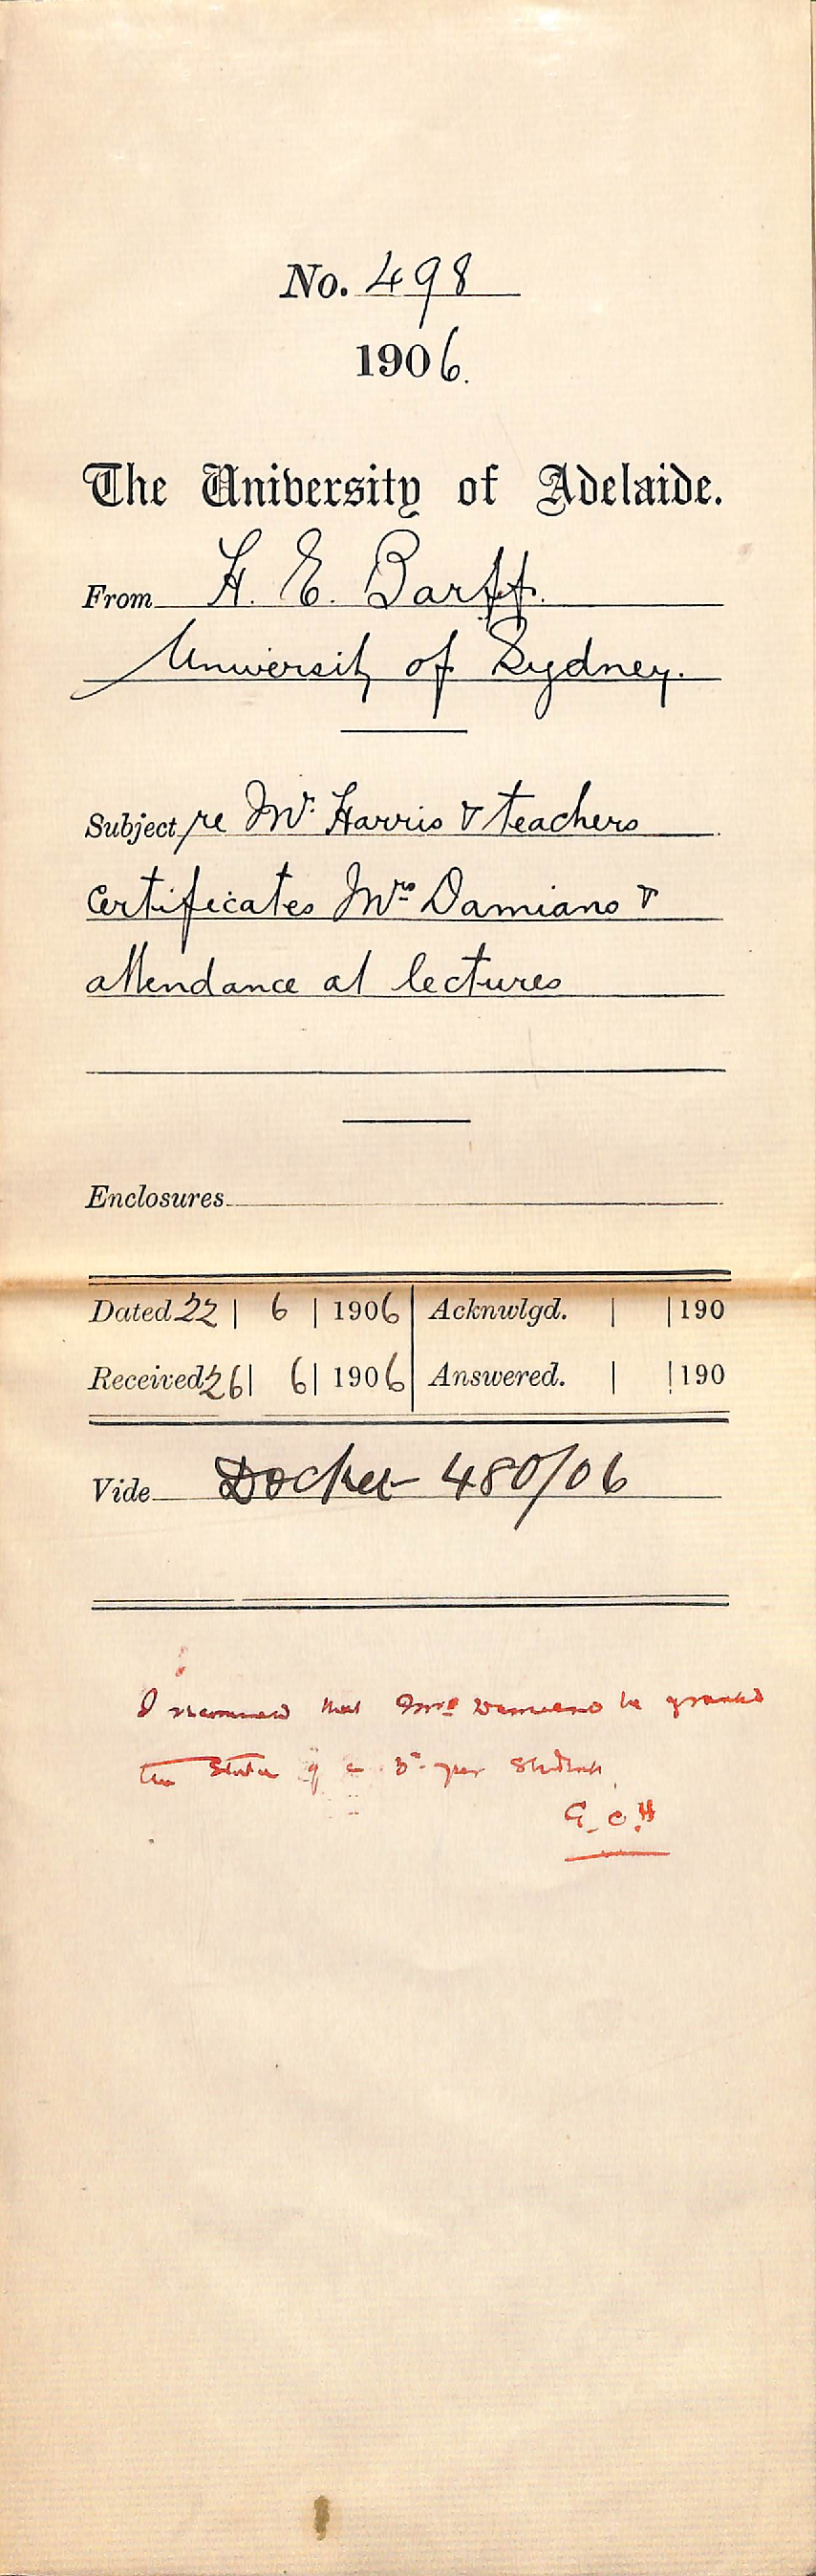 No. 498
1906.
The University of Adelaide.
From H. E. Barff.
University of Sydney.
Subject re Mr. Harris & teachers
certificates Mrs Damiano &
attendance at lectures
Enclosures
Dated 22 | 6 | 1906 Acknwlgd. | | 190
Received 26 | 6 | 1906 Answered. | | 190
Vide Docket 480/06
I recommend that Mrs Damiano be granted
the status of a 3rd year student
G.C.H